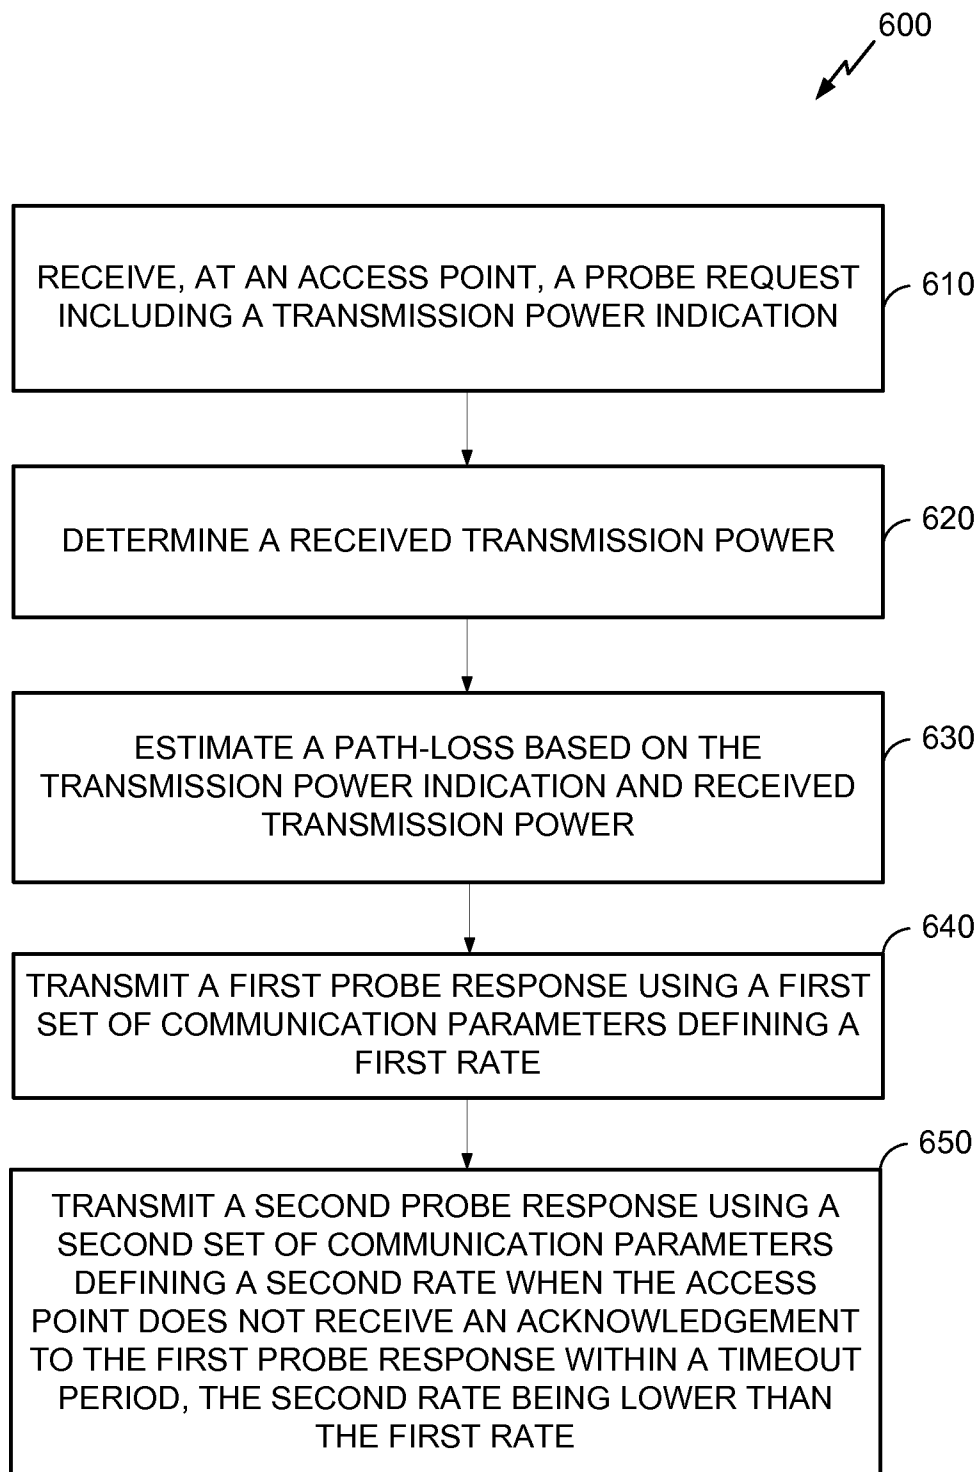 600
RECEIVE, AT AN ACCESS POINT, A PROBE REQUEST
INCLUDING A TRANSMISSION POWER INDICATION
610
DETERMINE A RECEIVED TRANSMISSION POWER
620
ESTIMATE A PATH-LOSS BASED ON THE
TRANSMISSION POWER INDICATION AND RECEIVED
TRANSMISSION POWER
630
640
TRANSMIT A FIRST PROBE RESPONSE USING A FIRST
SET OF COMMUNICATION PARAMETERS DEFINING A
FIRST RATE
650
TRANSMIT A SECOND PROBE RESPONSE USING A
SECOND SET OF COMMUNICATION PARAMETERS
DEFINING A SECOND RATE WHEN THE ACCESS
POINT DOES NOT RECEIVE AN ACKNOWLEDGEMENT
TO THE FIRST PROBE RESPONSE WITHIN A TIMEOUT
PERIOD, THE SECOND RATE BEING LOWER THAN
THE FIRST RATE